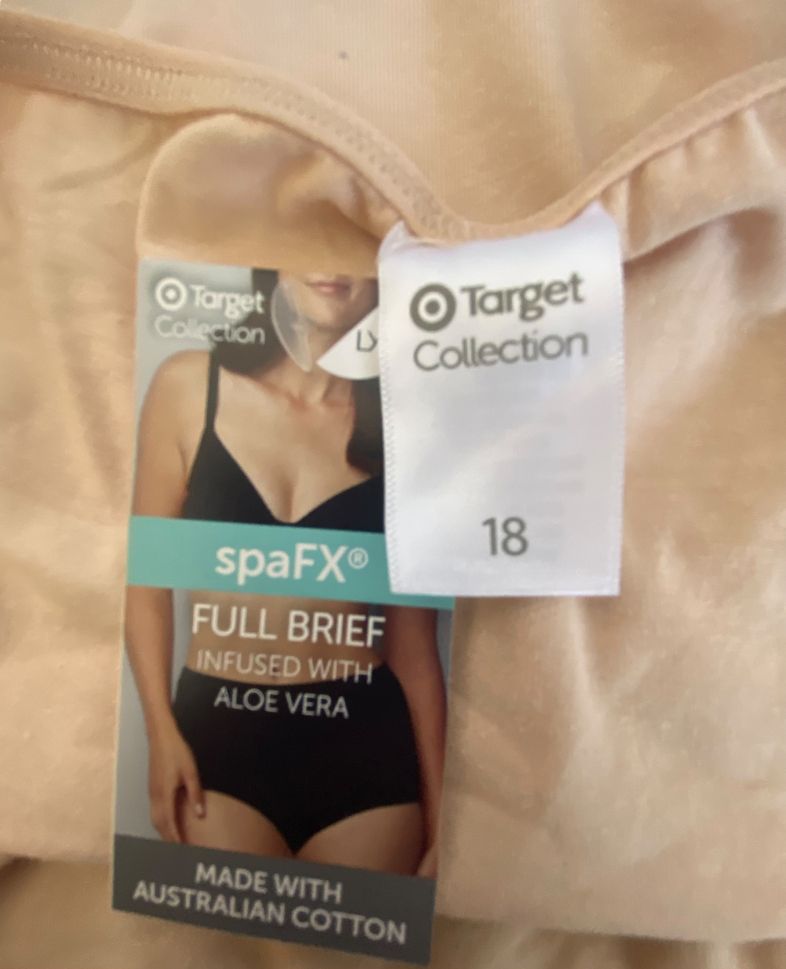 Target
Collection
spaFX®
FULL BRIEF
INFUSED WITH
ALOE VERA
MADE WITH
AUSTRALIAN COTTON
Target
Collection
18